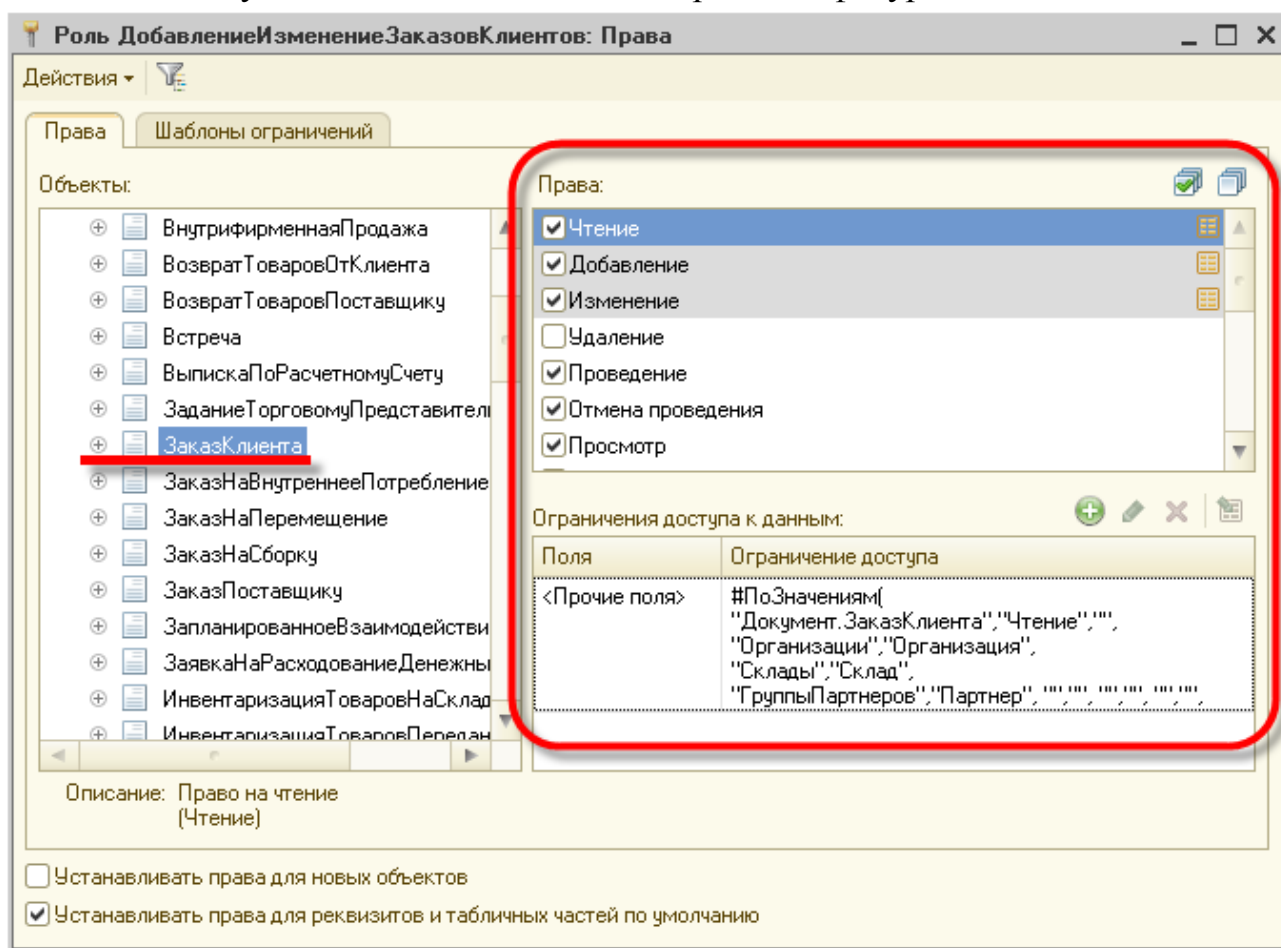 Роль ДобавлениеИзменениеЗаказовКлиентов: Права
Действия
Права
Шаблоны ограничений
Объекты:
ВнутрифирменнаяПродажа
ВозвратТоваровОтКлиента
ВозвратТоваровПоставщику
Встреча
ВыпискаПоРасчетномуСчету
ЗаданиеТорговомуПредставител
ЗаказКлиента
ЗаказНаВнутреннееПотребление
ЗаказНаПеремещение
ЗаказНаСборку
ЗаказПоставщику
ЗапланированноеВзаимодействи
ЗаявкаНаРасходованиеДенежны
ИнвентаризацияТоваровНаСклад
ИнвентаризацияТоваровПередан
Права:
Чтение
Добавление
Изменение
Удаление
Проведение
Отмена проведения
Просмотр
Ограничения доступа к данным:
Поля
Ограничение доступа
<Прочие поля>
#ПоЗначениям(
"Документ.ЗаказКлиента","Чтение","",
"Организации","Организация",
"Склады","Склад",
"ГруппыПартнеров","Партнер", "","", "","", "","",
Описание: Право на чтение
(Чтение)
Устанавливать права для новых объектов
Устанавливать права для реквизитов и табличных частей по умолчанию